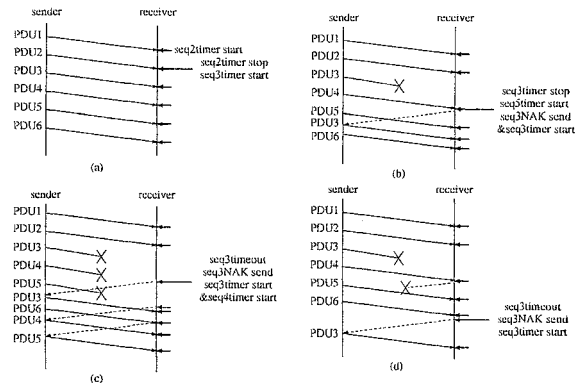 sender receiver
PDU1
PDU2
PDU3
PDU4
PDU5
PDU6
seq2timer start
seq2timer stop
seq3timer start
(a)
sender receiver
PDU1
PDU2
PDU3
PDU4
PDU5
PDU3
PDU6
seq3timer stop
seq5timer start
seq3NAK send
&seq3timer start
(b)
sender receiver
PDU1
PDU2
PDU3
PDU4
PDU5
PDU3
PDU6
PDU4
PDU5
seq3timeout
seq3NAK send
seq3timer start
&seq4timer start
(c)
sender receiver
PDU1
PDU2
PDU3
PDU4
PDU5
PDU6
PDU3
seq3timeout
seq3NAK send
seq3timer start
(d)